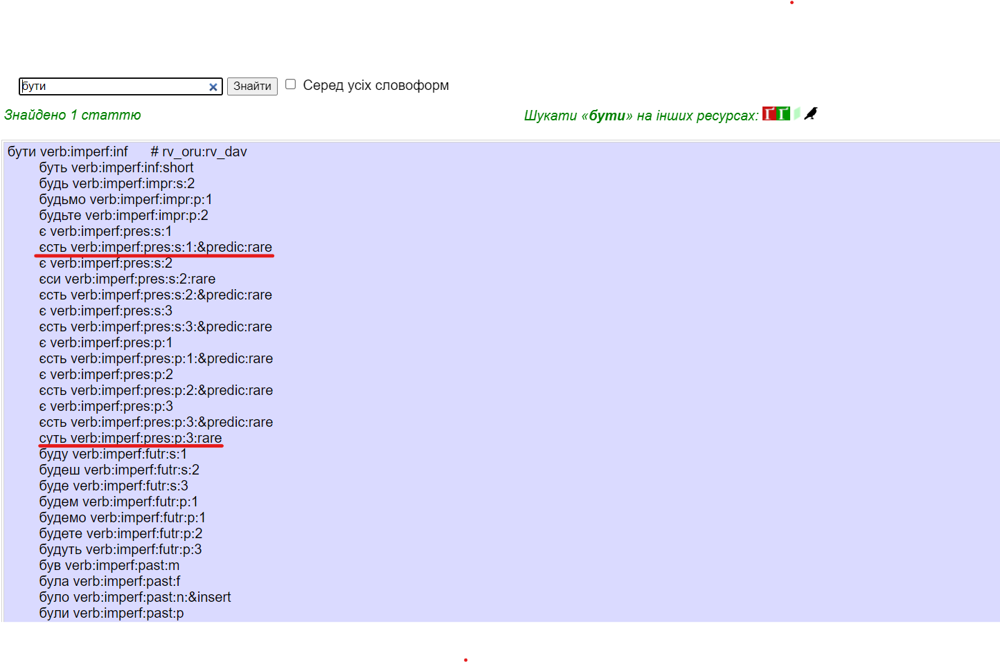 бути Знайти Серед усіх словоформ
Знайдено 1 статтю Шукати «бути» на інших ресурсах: Ґ Ґ
бути verb:imperf:inf # rv_oru:rv_dav
буть verb:imperf:inf:short
будь verb:imperf:impr:s:2
будьмо verb:imperf:impr:p:1
будьте verb:imperf:impr:p:2
є verb:imperf:pres:s:1
єсть verb:imperf:pres:s:1:&predic:rare
є verb:imperf:pres:s:2
єси verb:imperf:pres:s:2:rare
єсть verb:imperf:pres:s:2:&predic:rare
є verb:imperf:pres:s:3
єсть verb:imperf:pres:s:3:&predic:rare
є verb:imperf:pres:p:1
єсть verb:imperf:pres:p:1:&predic:rare
є verb:imperf:pres:p:2
єсть verb:imperf:pres:p:2:&predic:rare
є verb:imperf:pres:p:3
єсть verb:imperf:pres:p:3:&predic:rare
суть verb:imperf:pres:p:3:rare
буду verb:imperf:futr:s:1
будеш verb:imperf:futr:s:2
буде verb:imperf:futr:s:3
будем verb:imperf:futr:p:1
будемо verb:imperf:futr:p:1
будете verb:imperf:futr:p:2
будуть verb:imperf:futr:p:3
був verb:imperf:past:m
була verb:imperf:past:f
було verb:imperf:past:n:&insert
були verb:imperf:past:p